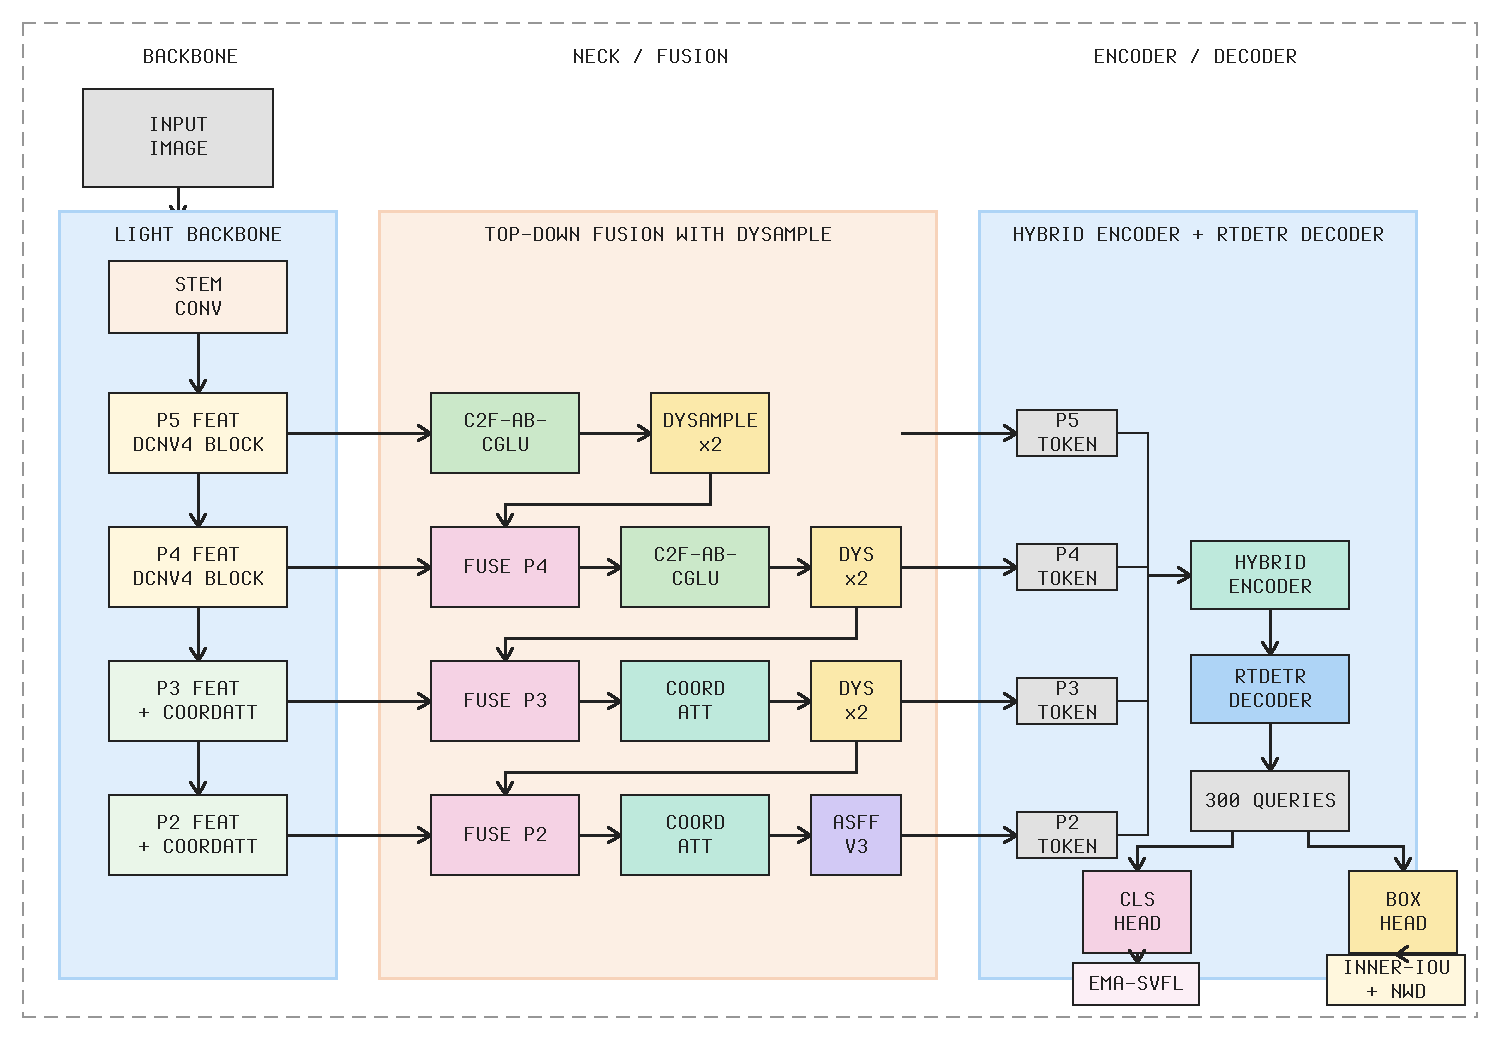 BACKBONE
NECK / FUSION
ENCODER / DECODER
INPUT
IMAGE
LIGHT BACKBONE
TOP-DOWN FUSION WITH DYSAMPLE
HYBRID ENCODER + RTDETR DECODER
STEM
CONV
P5 FEAT
DCNV4 BLOCK
C2F-AB-
CGLU
DYSAMPLE
x2
P5
TOKEN
P4 FEAT
DCNV4 BLOCK
FUSE P4
C2F-AB-
CGLU
DYS
x2
P4
TOKEN
HYBRID
ENCODER
P3 FEAT
+ COORDATT
FUSE P3
COORD
ATT
DYS
x2
P3
TOKEN
RTDETR
DECODER
300 QUERIES
P2 FEAT
+ COORDATT
FUSE P2
COORD
ATT
ASFF
V3
P2
TOKEN
CLS
HEAD
BOX
HEAD
EMA-SVFL
INNER-IOU
+ NWD